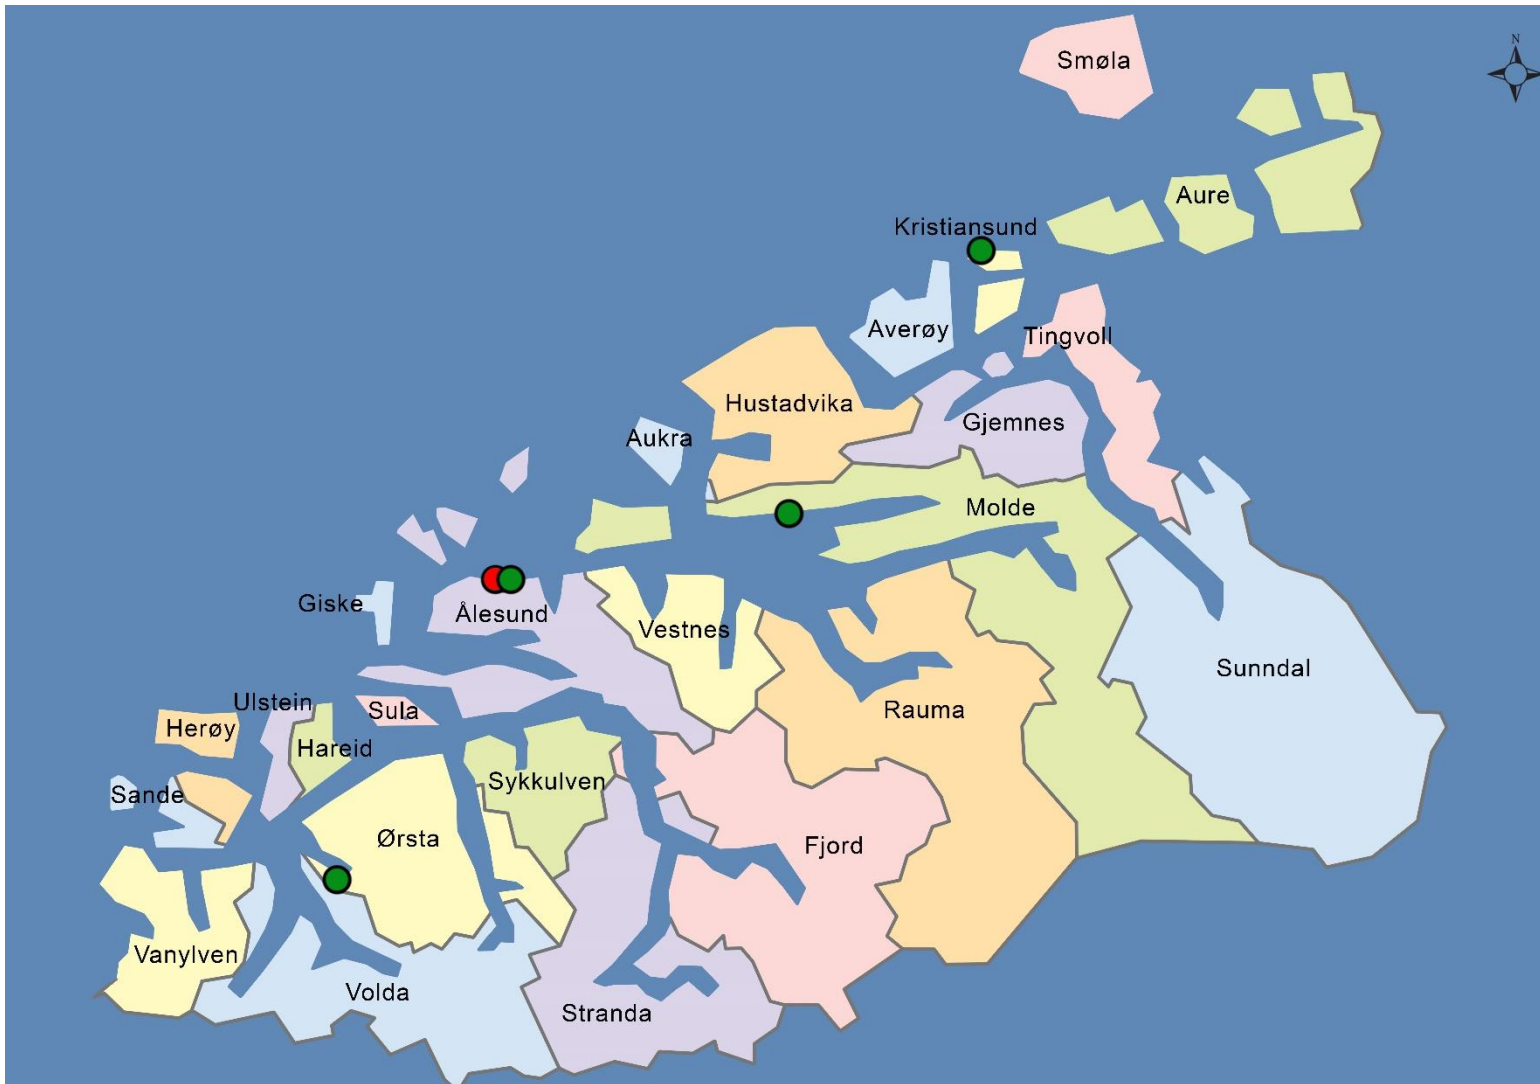 N
Smøla
Aure
Kristiansund
Averøy
Tingvoll
Hustadvika
Gjemnes
Aukra
Molde
Giske
Ålesund
Vestnes
Sunndal
Ulstein
Sula
Rauma
Herøy
Hareid
Sykkulven
Sande
Ørsta
Fjord
Vanylven
Volda
Stranda